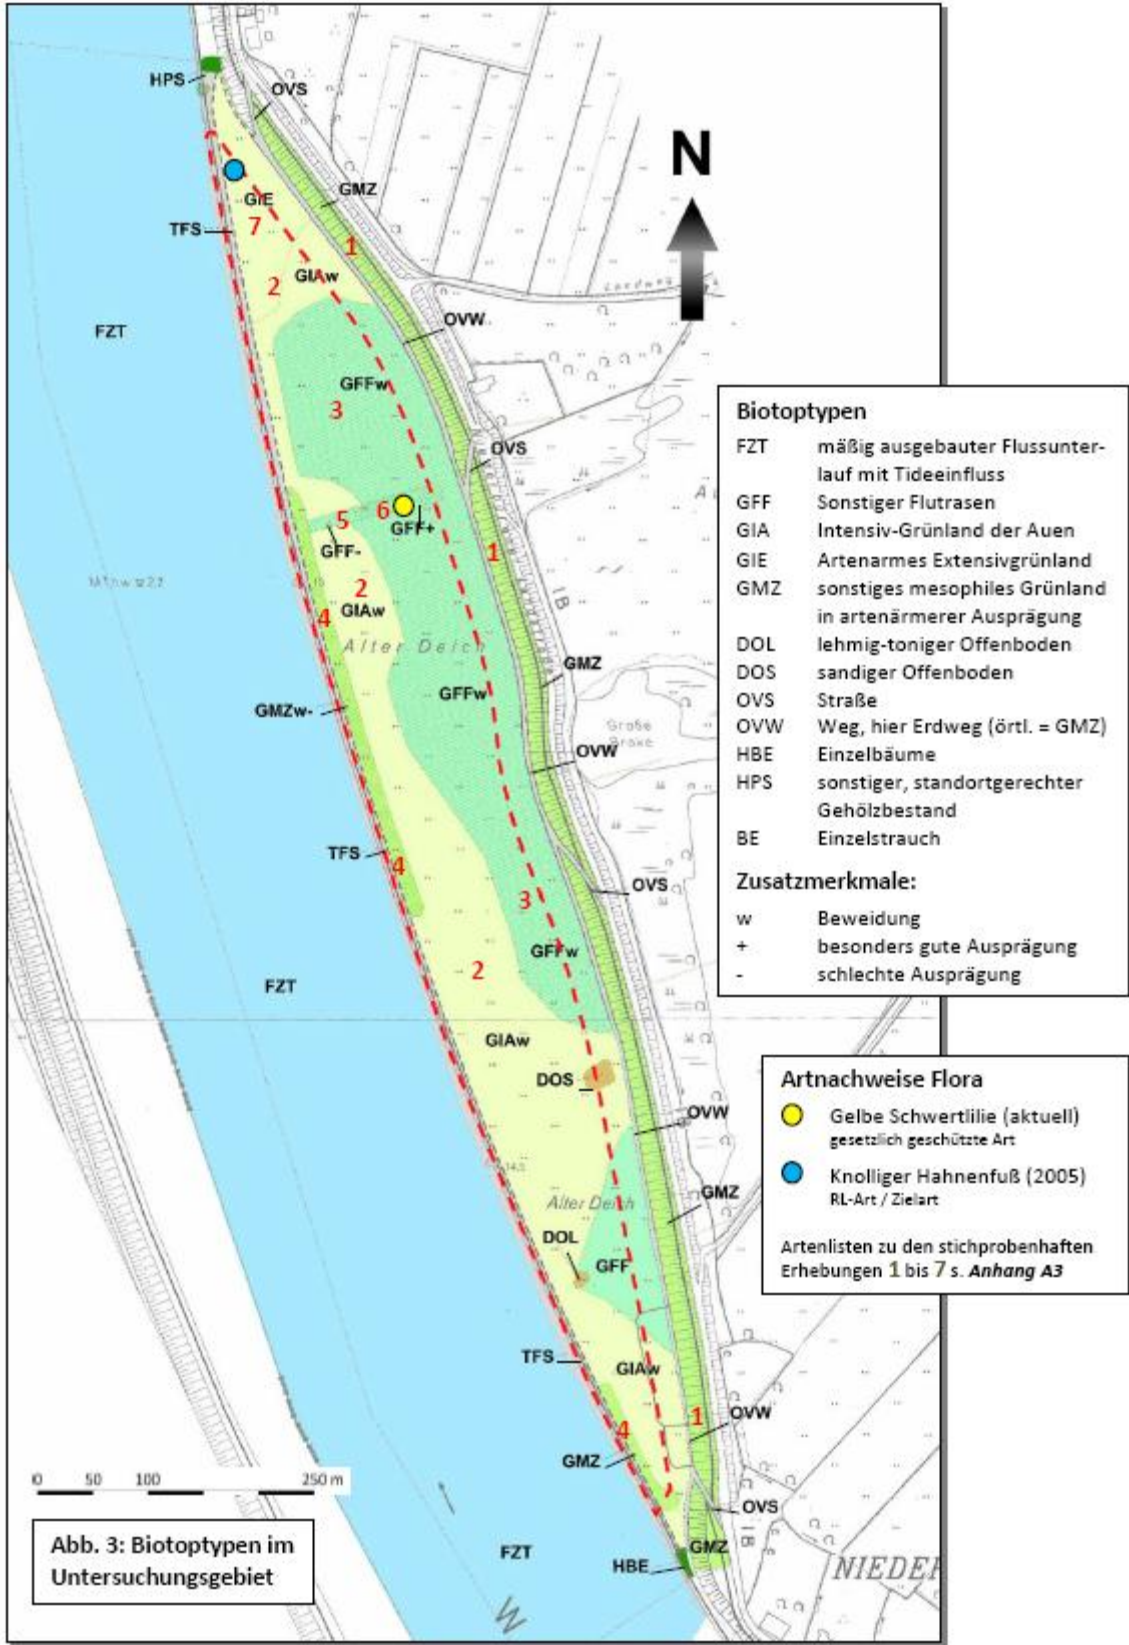 HPS
OVS
N
GMZ
GIE
7
TFS
1
GIAw
2
FZT
OVW
GFFw
3
OVS
6
5
GFF+
GFF-
1
2
GIAw
4
IB
Alter Deich
GMZ
GFFw
GMZw-
Große
Brake
OVW
TFS
4
OVS
3
GFFw
2
FZT
GIAw
DOS
OVW
14,5
GMZ
Alter Deich
DOL
GFF
TFS
GIAw
1
OVW
4
GMZ
OVS
IB
GMZ
FZT
HBE
NIEDER
W
Biotoptypen
FZT mäßig ausgebauter Flussunter-
lauf mit Tideeinfluss
GFF Sonstiger Flutrasen
GIA Intensiv-Grünland der Auen
GIE Artenarmes Extensivgrünland
GMZ sonstiges mesophiles Grünland
in artenärmerer Ausprägung
DOL lehmig-toniger Offenboden
DOS sandiger Offenboden
OVS Straße
OVW Weg, hier Erdweg (örtl. = GMZ)
HBE Einzelbäume
HPS sonstiger, standortgerechter
Gehölzbestand
BE Einzelstrauch
Zusatzmerkmale:
w Beweidung
+ besonders gute Ausprägung
- schlechte Ausprägung
Artnachweise Flora
Gelbe Schwertlilie (aktuell)
gesetzlich geschützte Art
Knolliger Hahnenfuß (2005)
RL-Art / Zielart
Artenlisten zu den stichprobenhaften
Erhebungen 1 bis 7 s. Anhang A3
0 50 100 250 m
Abb. 3: Biotoptypen im
Untersuchungsgebiet